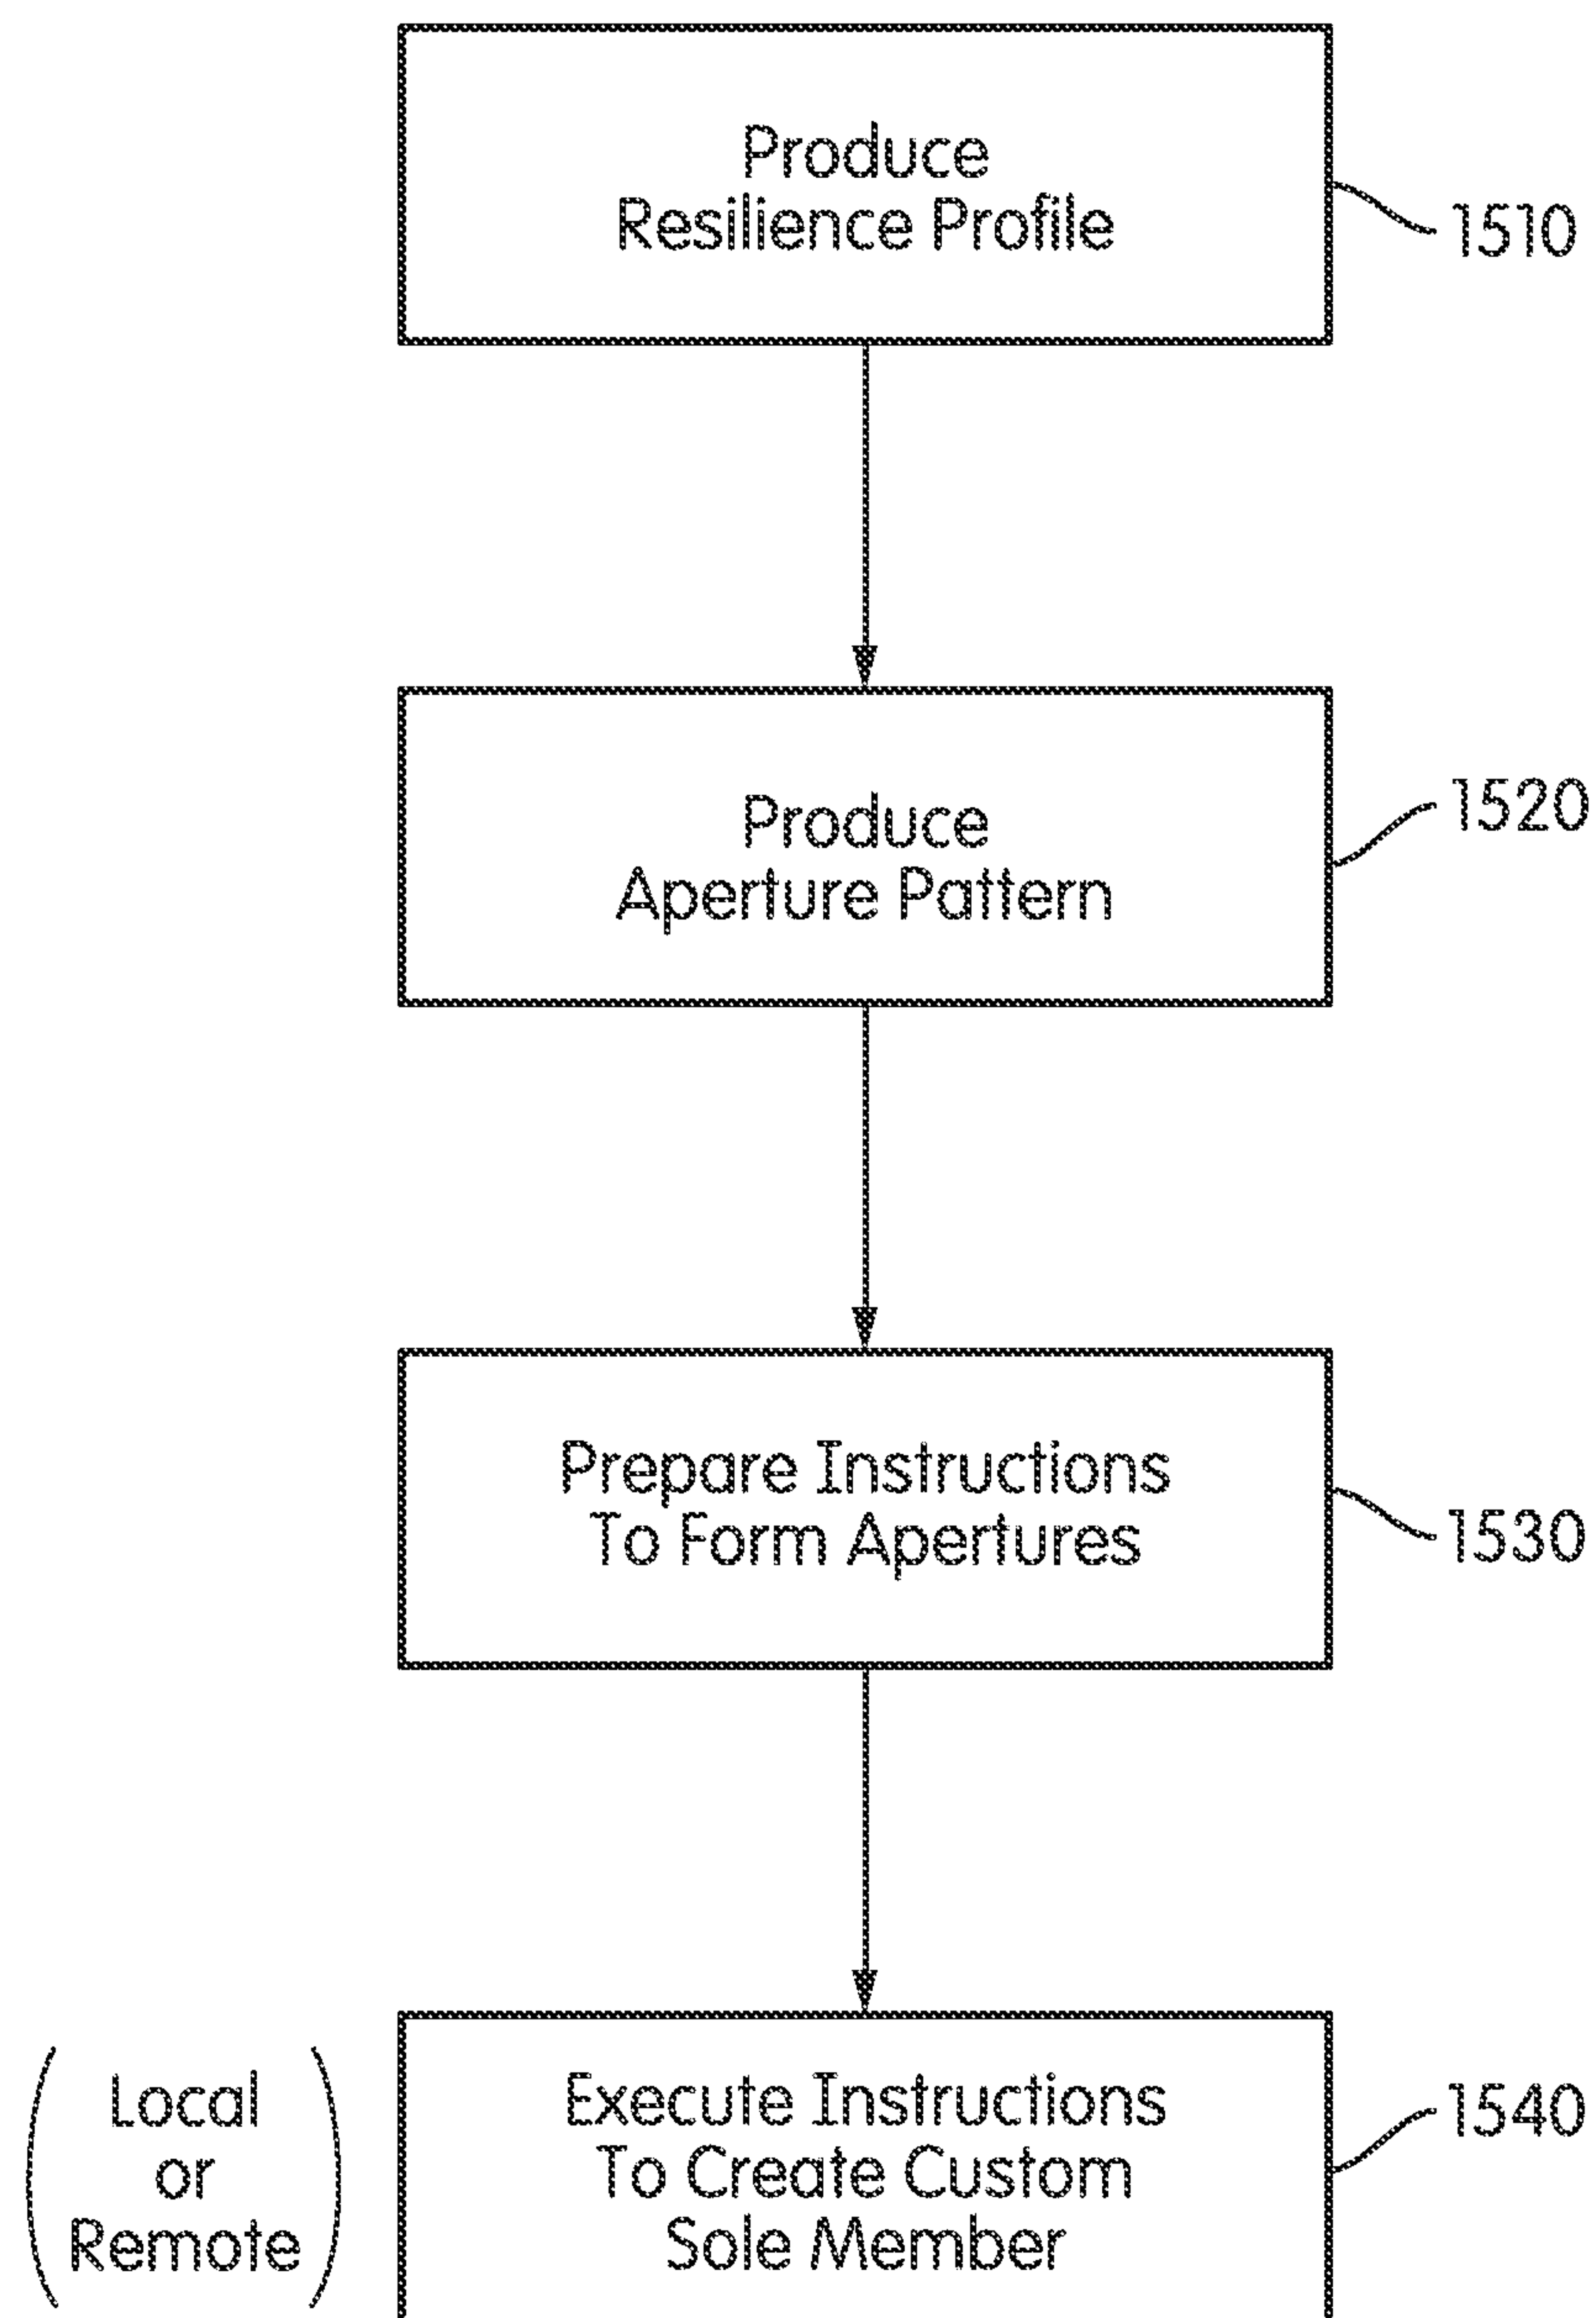 Produce
Resilience Profile
1510
Produce
Aperture Pattern
1520
Prepare Instructions
To Form Apertures
1530
Local
or
Remote
Execute Instructions
To Create Custom
Sole Member
1540